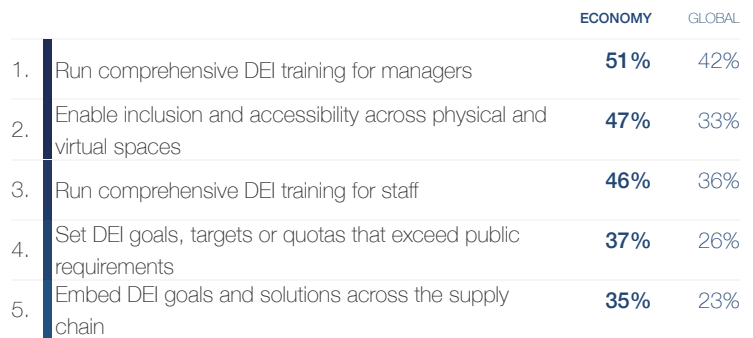 ECONOMY GLOBAL
1. Run comprehensive DEI training for managers 51% 42%
2. Enable inclusion and accessibility across physical and
virtual spaces 47% 33%
3. Run comprehensive DEI training for staff 46% 36%
4. Set DEI goals, targets or quotas that exceed public
requirements 37% 26%
5. Embed DEI goals and solutions across the supply
chain 35% 23%